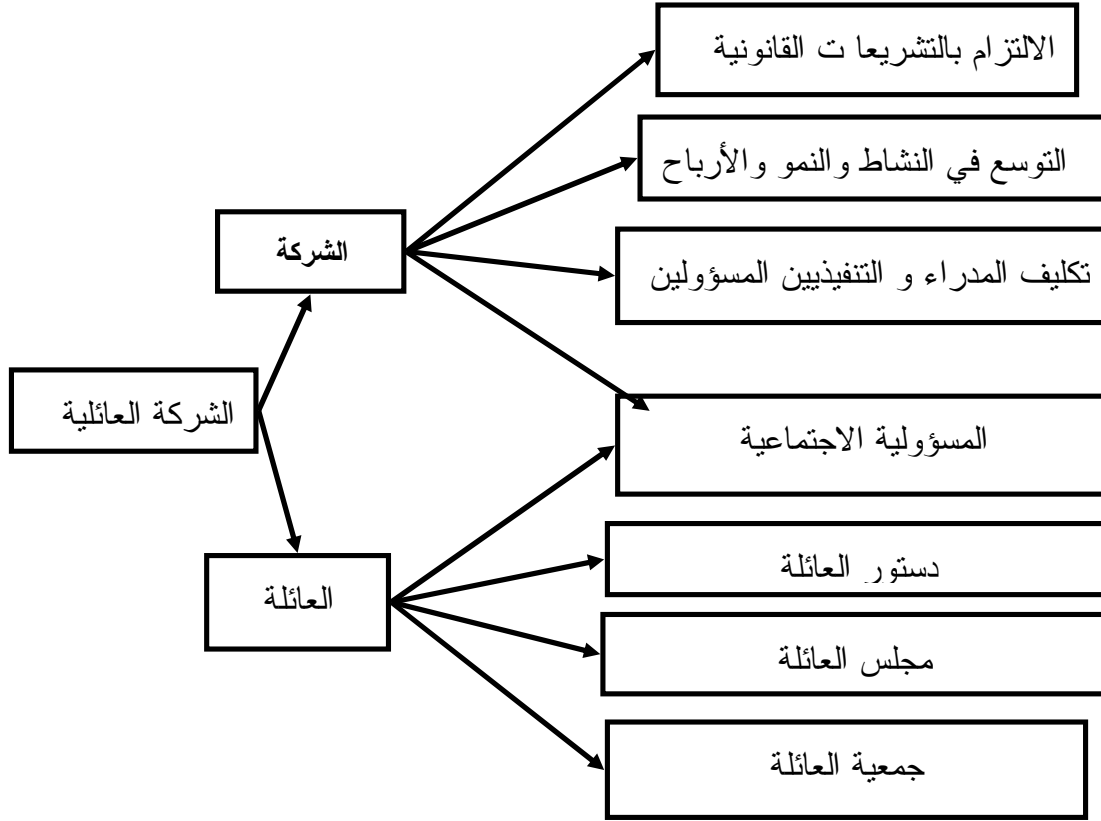 الالتزام بالتشريعا ت القانونية
التوسع في النشاط والنمو والأرباح
الشركة
تكليف المدراء و التنفيذيين المسؤولين
الشركة العائلية
المسؤولية الاجتماعية
دستور العائلة
العائلة
مجلس العائلة
جمعية العائلة